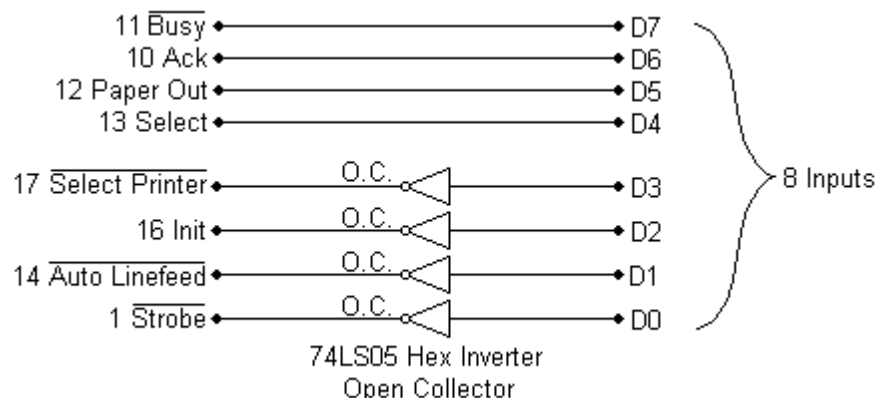 11 Busy D7
10 Ack D6
12 Paper Out D5
13 Select D4
17 Select Printer O.C. D3
8 Inputs
16 Init O.C. D2
14 Auto Linefeed O.C. D1
1 Strobe O.C. D0
74LS05 Hex Inverter
Open Collector